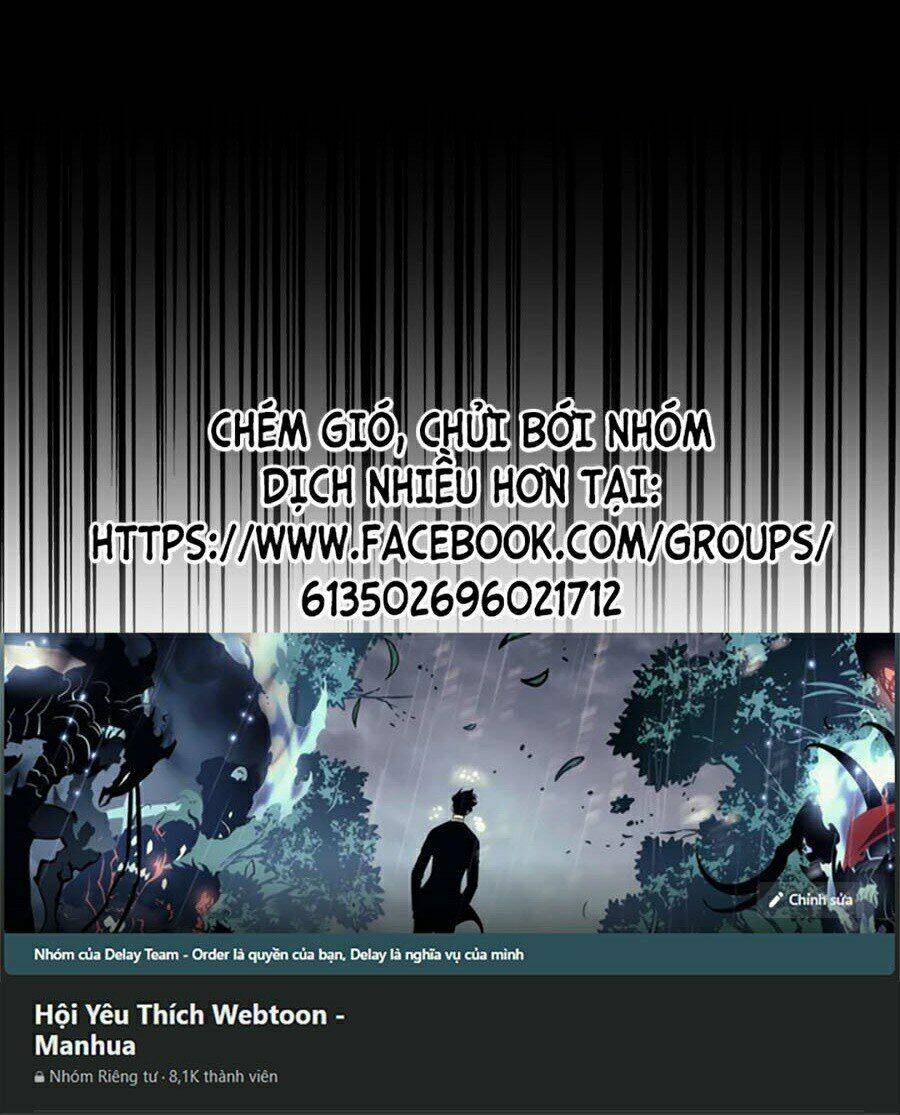 CHÉM GIÓ, CHỬI BỚI NHÓM
DỊCH NHIỀU HƠN TẠI:
HTTPS://WWW.FACEBOOK.COM/GROUPS/
613502696021712
Chỉnh sửa
Nhóm của Delay Team - Order là quyền của bạn, Delay là nghĩa vụ của mình
Hội Yêu Thích Webtoon -
Manhua
Nhóm Riêng tư · 8,1K thành viên